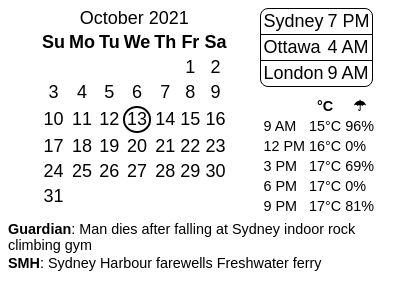 October 2021
Su Mo Tu We Th Fr Sa
1 2
3 4 5 6 7 8 9
10 11 12 13 14 15 16
17 18 19 20 21 22 23
24 25 26 27 28 29 30
31
Sydney 7 PM
Ottawa 4 AM
London 9 AM
°C ☂
9 AM 15°C 96%
12 PM 16°C 0%
3 PM 17°C 69%
6 PM 17°C 0%
9 PM 17°C 81%
Guardian: Man dies after falling at Sydney indoor rock
climbing gym
SMH: Sydney Harbour farewells Freshwater ferry